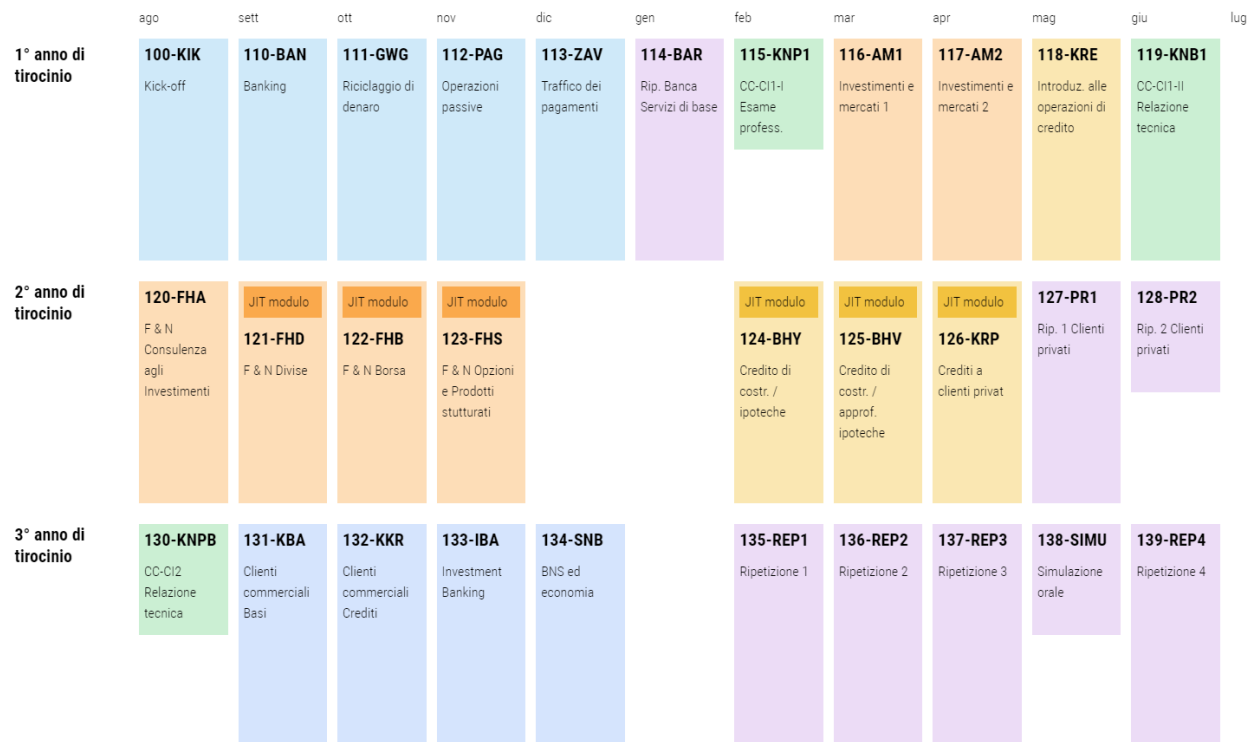 ago sett ott nov dic gen feb mar apr mag giu lug
1° anno di
tirocinio
100-KIK
Kick-off
110-BAN
Banking
111-GWG
Riciclaggio di
denaro
112-PAG
Operazioni
passive
113-ZAV
Traffico dei
pagamenti
114-BAR
Rip. Banca
Servizi di base
115-KNP1
CC-CI1-I
Esame
profess.
116-AM1
Investimenti e
mercati 1
117-AM2
Investimenti e
mercati 2
118-KRE
Introduz. alle
operazioni di
credito
119-KNB1
CC-CI1-II
Relazione
tecnica
2° anno di
tirocinio
120-FHA
F & N
Consulenza
agli
Investimenti
JIT modulo
121-FHD
F & N Divise
JIT modulo
122-FHB
F & N Borsa
JIT modulo
123-FHS
F & N Opzioni
e Prodotti
stutturati
JIT modulo
124-BHY
Credito di
costr. /
ipoteche
JIT modulo
125-BHV
Credito di
costr. /
approf.
ipoteche
JIT modulo
126-KRP
Crediti a
clienti privat
127-PR1
Rip. 1 Clienti
privati
128-PR2
Rip. 2 Clienti
privati
3° anno di
tirocinio
130-KNPB
CC-CI2
Relazione
tecnica
131-KBA
Clienti
commerciali
Basi
132-KKR
Clienti
commerciali
Crediti
133-IBA
Investment
Banking
134-SNB
BNS ed
economia
135-REP1
Ripetizione 1
136-REP2
Ripetizione 2
137-REP3
Ripetizione 3
138-SIMU
Simulazione
orale
139-REP4
Ripetizione 4